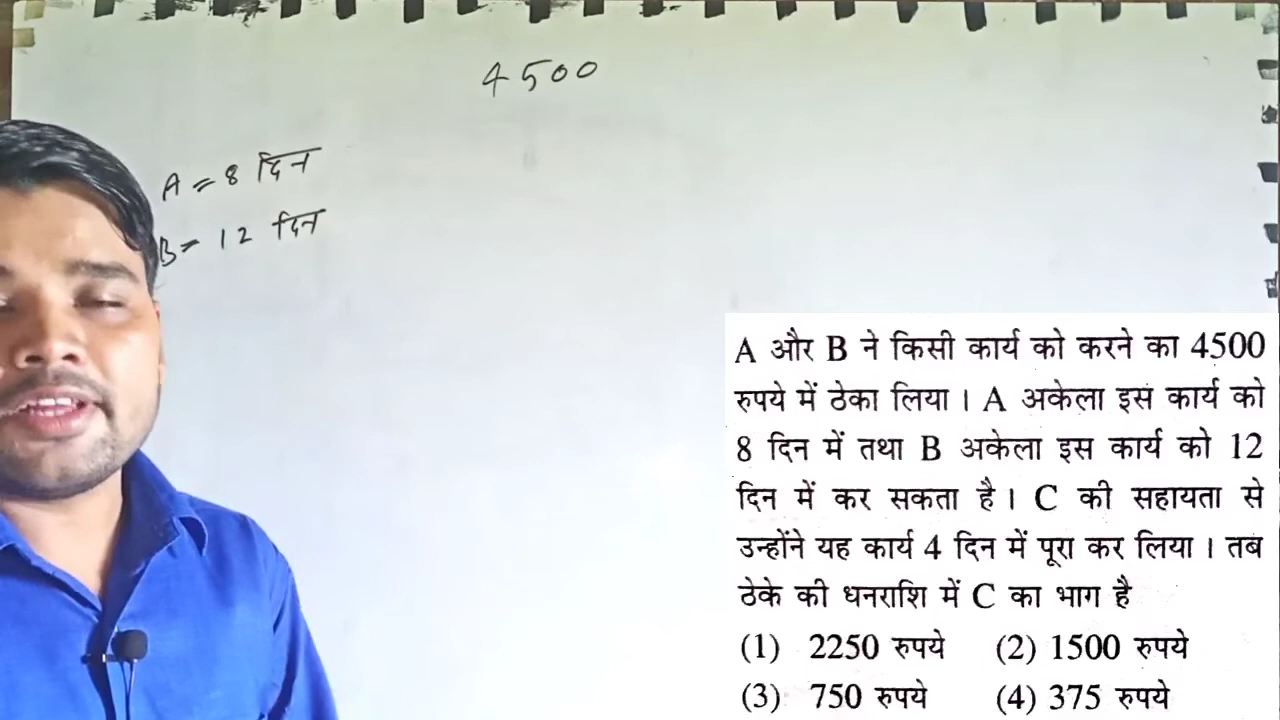 4500
A = 8 दिन
B = 12 दिन
A और B ने किसी कार्य को करने का 4500
रुपये में ठेका लिया । A अकेला इस कार्य को
8 दिन में तथा B अकेला इस कार्य को 12
दिन में कर सकता है । C की सहायता से
उन्होंने यह कार्य 4 दिन में पूरा कर लिया । तब
ठेके की धनराशि में C का भाग है
(1) 2250 रुपये (2) 1500 रुपये
(3) 750 रुपये (4) 375 रुपये